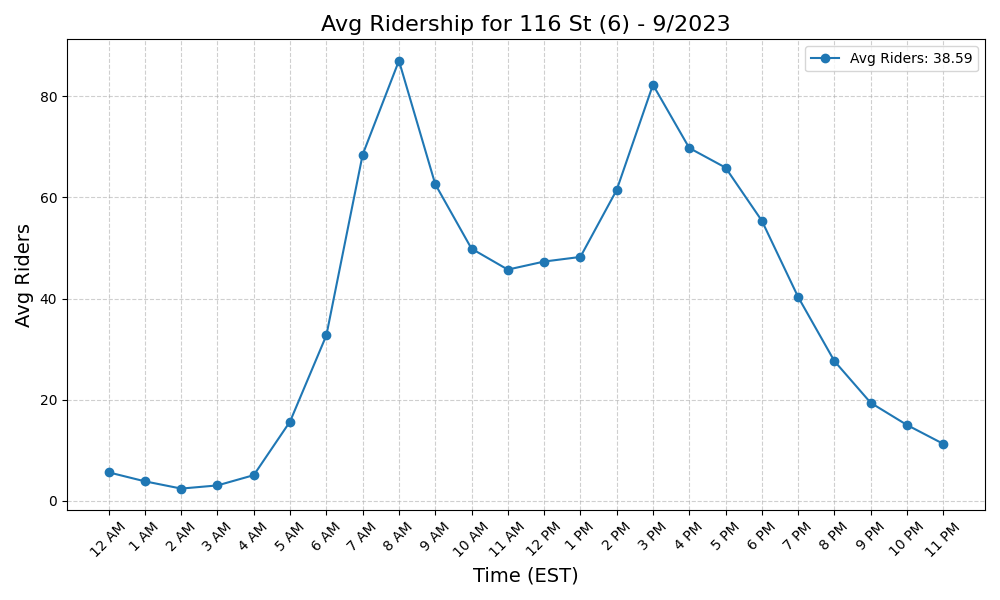 Avg Ridership for 116 St (6) - 9/2023
Avg Riders: 38.59
Avg Riders
80
60
40
20
0
12 AM
1 AM
2 AM
3 AM
4 AM
5 AM
6 AM
7 AM
8 AM
9 AM
10 AM
11 AM
12 PM
1 PM
2 PM
3 PM
4 PM
5 PM
6 PM
7 PM
8 PM
9 PM
10 PM
11 PM
Time (EST)